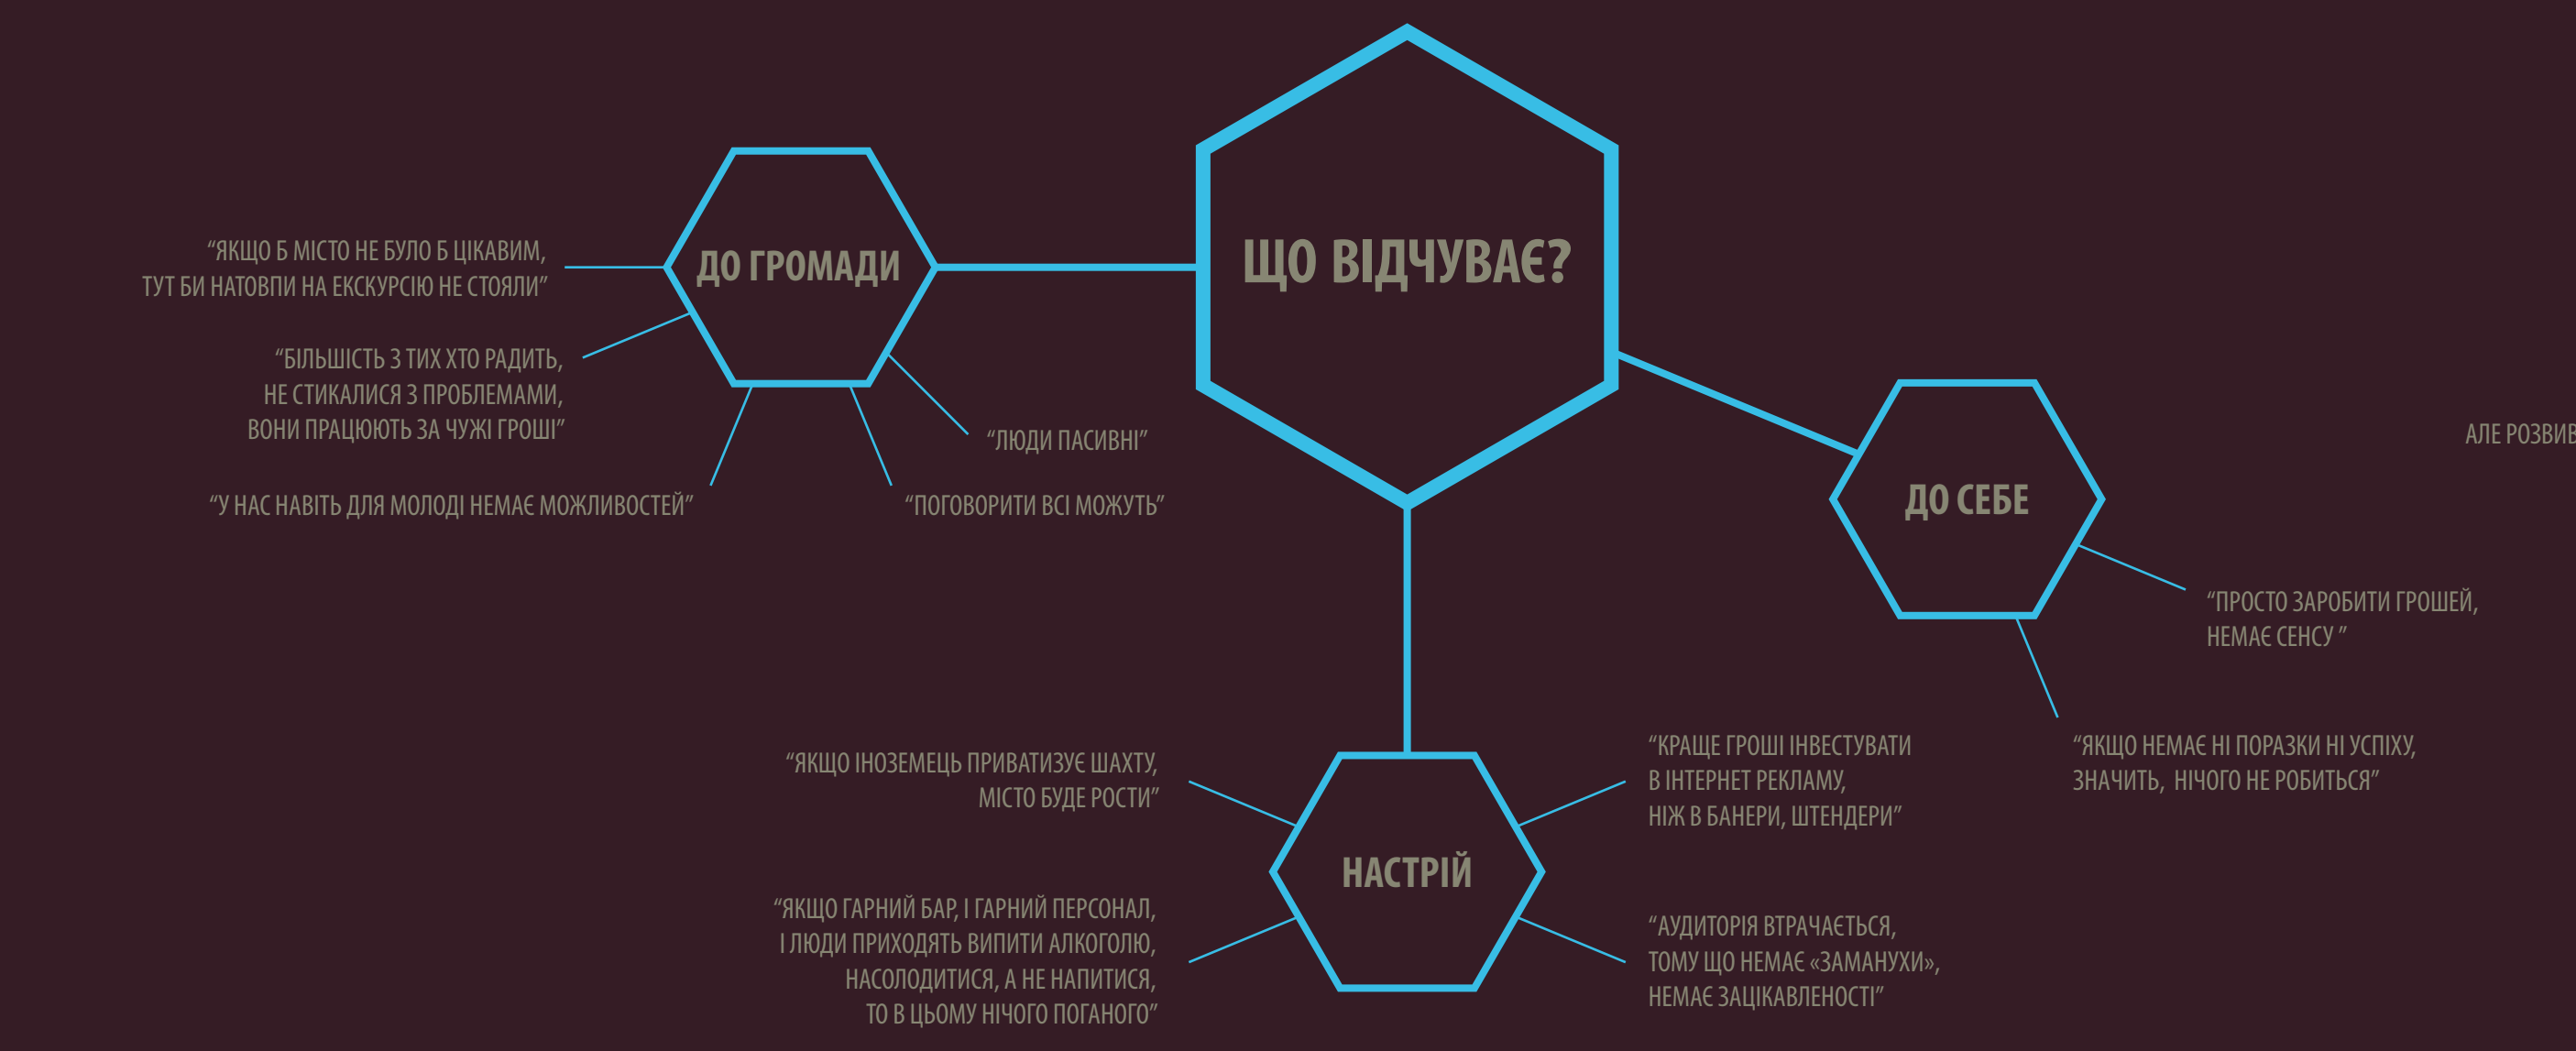 ЩО ВІДЧУВАЄ?
ДО ГРОМАДИ
“ЯКЩО Б МІСТО НЕ БУЛО Б ЦІКАВИМ,
ТУТ БИ НАТОВПИ НА ЕКСКУРСІЮ НЕ СТОЯЛИ”
“БІЛЬШІСТЬ З ТИХ ХТО РАДИТЬ,
НЕ СТИКАЛИСЯ З ПРОБЛЕМАМИ,
ВОНИ ПРАЦЮЮТЬ ЗА ЧУЖІ ГРОШІ”
“У НАС НАВІТЬ ДЛЯ МОЛОДІ НЕМАЄ МОЖЛИВОСТЕЙ”
“ПОГОВОРИТИ ВСІ МОЖУТЬ”
“ЛЮДИ ПАСИВНІ”
ДО СЕБЕ
АЛЕ
“ПРОСТО ЗАРОБИТИ ГРОШЕЙ,
НЕМАЄ СЕНСУ ”
“ЯКЩО НЕМАЄ НІ ПОРАЗКИ НІ УСПІХУ,
ЗНАЧИТЬ,  НІЧОГО НЕ РОБИТЬСЯ”
НАСТРІЙ
“ЯКЩО ІНОЗЕМЕЦЬ ПРИВАТИЗУЄ ШАХТУ,
МІСТО БУДЕ РОСТИ”
“ЯКЩО ГАРНИЙ БАР, І ГАРНИЙ ПЕРСОНАЛ,
І ЛЮДИ ПРИХОДЯТЬ ВИПИТИ АЛКОГОЛЮ,
НАСОЛОДИТИСЯ, А НЕ НАПИТИСЯ,
ТО В ЦЬОМУ НІЧОГО ПОГАНОГО”
“КРАЩЕ ГРОШІ ІНВЕСТУВАТИ
В ІНТЕРНЕТ РЕКЛАМУ,
НІЖ В БАНЕРИ, ШТЕНДЕРИ”
“АУДИТОРІЯ ВТРАЧАЄТЬСЯ,
ТОМУ ЩО НЕМАЄ «ЗАМАНУХИ»,
НЕМАЄ ЗАЦІКАВЛЕНОСТІ”